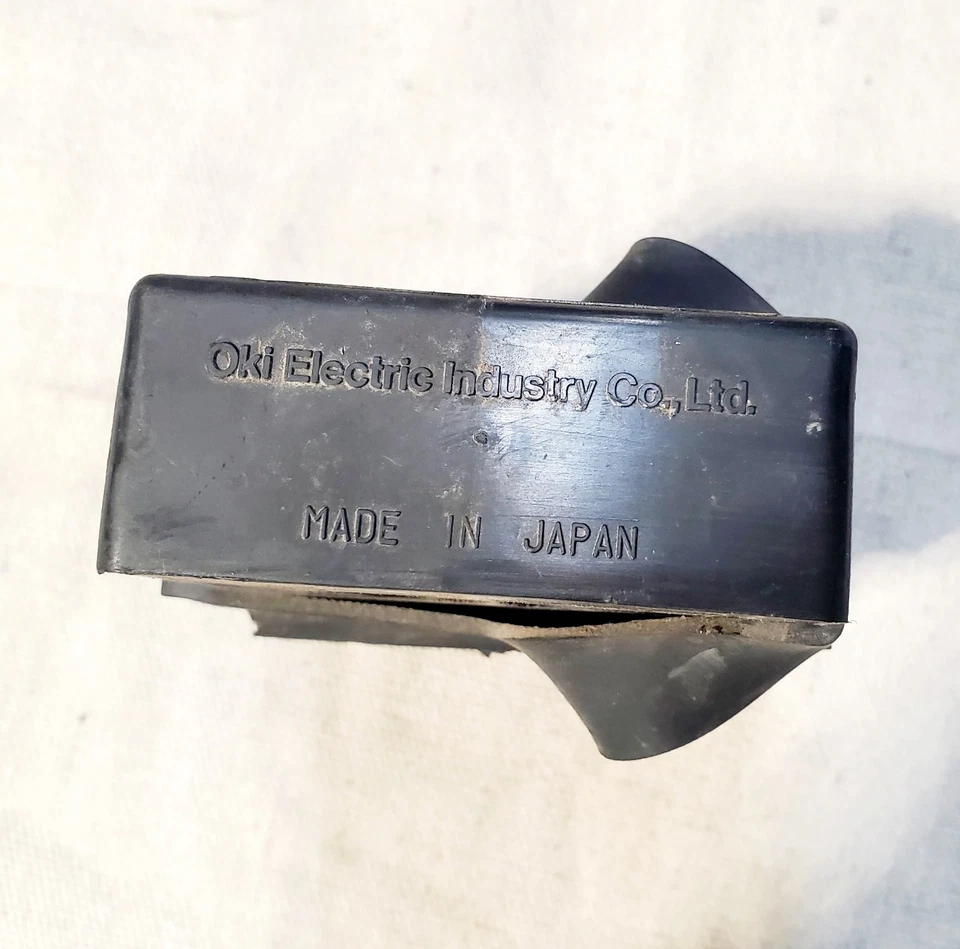 Oki Electric Industry Co., Ltd.
MADE IN JAPAN